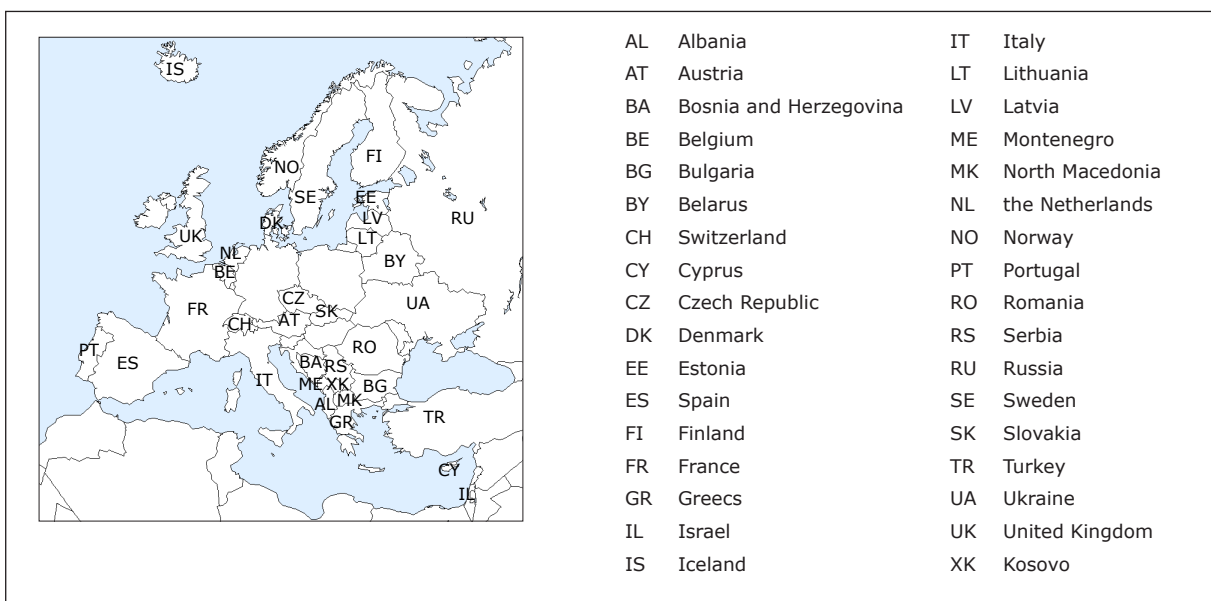 IS
NO
FI
SE
EE
RU
DK
LV
UK
LT
NL
BY
BE
CZ
UA
FR
SK
CH
AT
RO
PT
ES
BA
RS
IT
ME
XK
BG
AL
MK
TR
GR
CY
IL
AL Albania
AT Austria
BA Bosnia and Herzegovina
BE Belgium
BG Bulgaria
BY Belarus
CH Switzerland
CY Cyprus
CZ Czech Republic
DK Denmark
EE Estonia
ES Spain
FI Finland
FR France
GR Greecs
IL Israel
IS Iceland
IT Italy
LT Lithuania
LV Latvia
ME Montenegro
MK North Macedonia
NL the Netherlands
NO Norway
PT Portugal
RO Romania
RS Serbia
RU Russia
SE Sweden
SK Slovakia
TR Turkey
UA Ukraine
UK United Kingdom
XK Kosovo